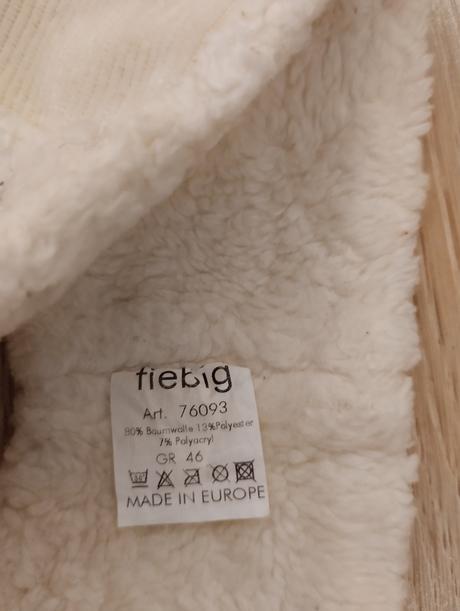 fiebig
Art. 76093
80% Baumwolle 13%Polyester
7% Polyacryl
GR 46
MADE IN EUROPE